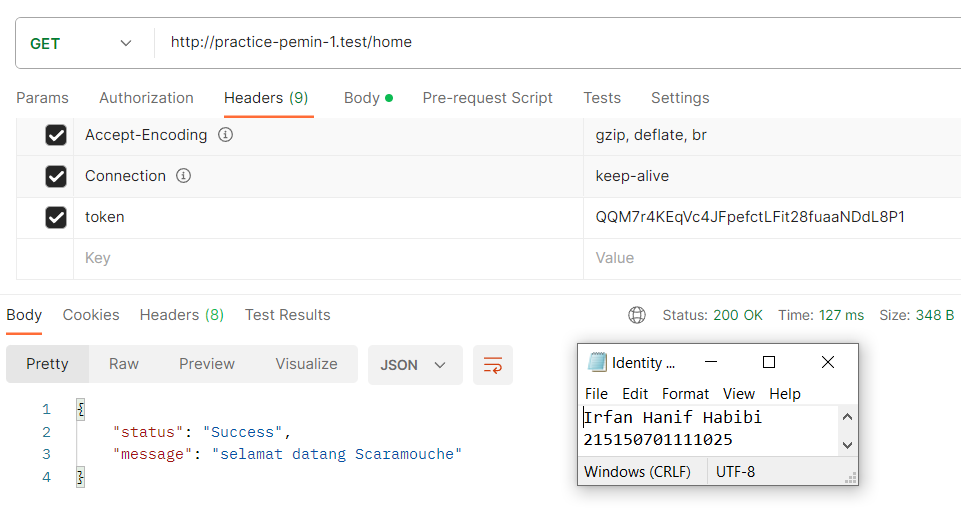 GET http://practice-pemin-1.test/home
Params Authorization Headers (9) Body Pre-request Script Tests Settings
Accept-Encoding gzip, deflate, br
Connection keep-alive
token QQM7r4KEqVc4JFpefctLFit28fuaaNDdL8P1
Key Value
Body Cookies Headers (8) Test Results Status: 200 OK Time: 127 ms Size: 348 B
Pretty Raw Preview Visualize JSON
1 {
2 "status": "Success",
3 "message": "selamat datang Scaramouche"
4 }
Identity ...
File Edit Format View Help
Irfan Hanif Habibi
215150701111025
Windows (CRLF) UTF-8